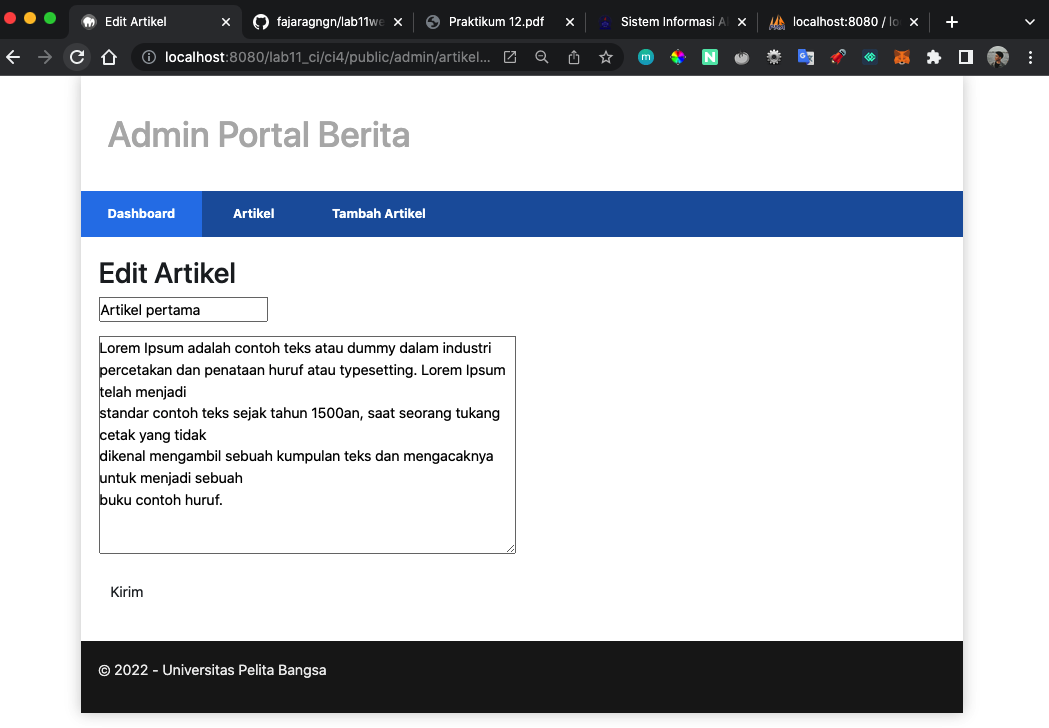 Edit Artikel
fajaragngn/lab11we
Praktikum 12.pdf
Sistem Informasi A
localhost:8080 / lo
localhost:8080/lab11_ci/ci4/public/admin/artikel...
Admin Portal Berita
Dashboard Artikel Tambah Artikel
Edit Artikel
Artikel pertama
Lorem Ipsum adalah contoh teks atau dummy dalam industri
percetakan dan penataan huruf atau typesetting. Lorem Ipsum
telah menjadi
standar contoh teks sejak tahun 1500an, saat seorang tukang
cetak yang tidak
dikenal mengambil sebuah kumpulan teks dan mengacaknya
untuk menjadi sebuah
buku contoh huruf.
Kirim
© 2022 - Universitas Pelita Bangsa